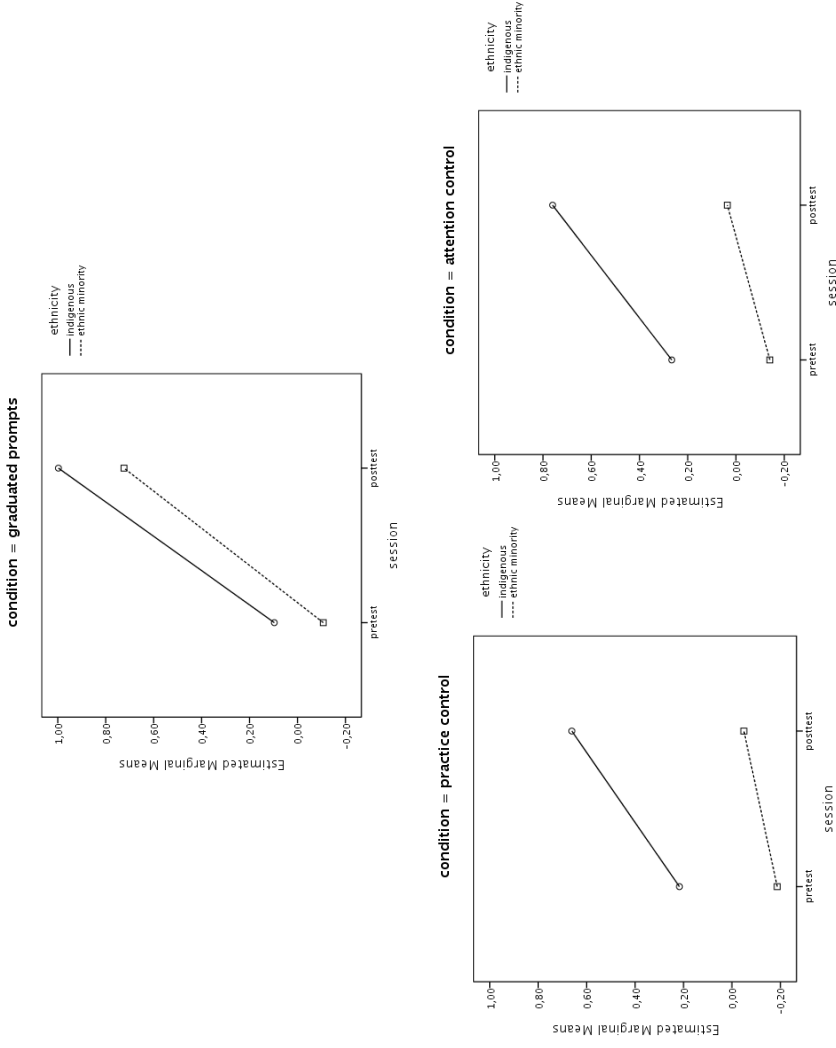 condition = graduated prompts
ethnicity
indigenous
ethnic minority
Estimated Marginal Means
1,00
0,80
0,60
0,40
0,20
0,00
-0,20
pretest
posttest
session
condition = practice control
ethnicity
indigenous
ethnic minority
Estimated Marginal Means
1,00
0,80
0,60
0,40
0,20
0,00
-0,20
pretest
posttest
session
condition = attention control
ethnicity
indigenous
ethnic minority
Estimated Marginal Means
1,00
0,80
0,60
0,40
0,20
0,00
-0,20
pretest
posttest
session